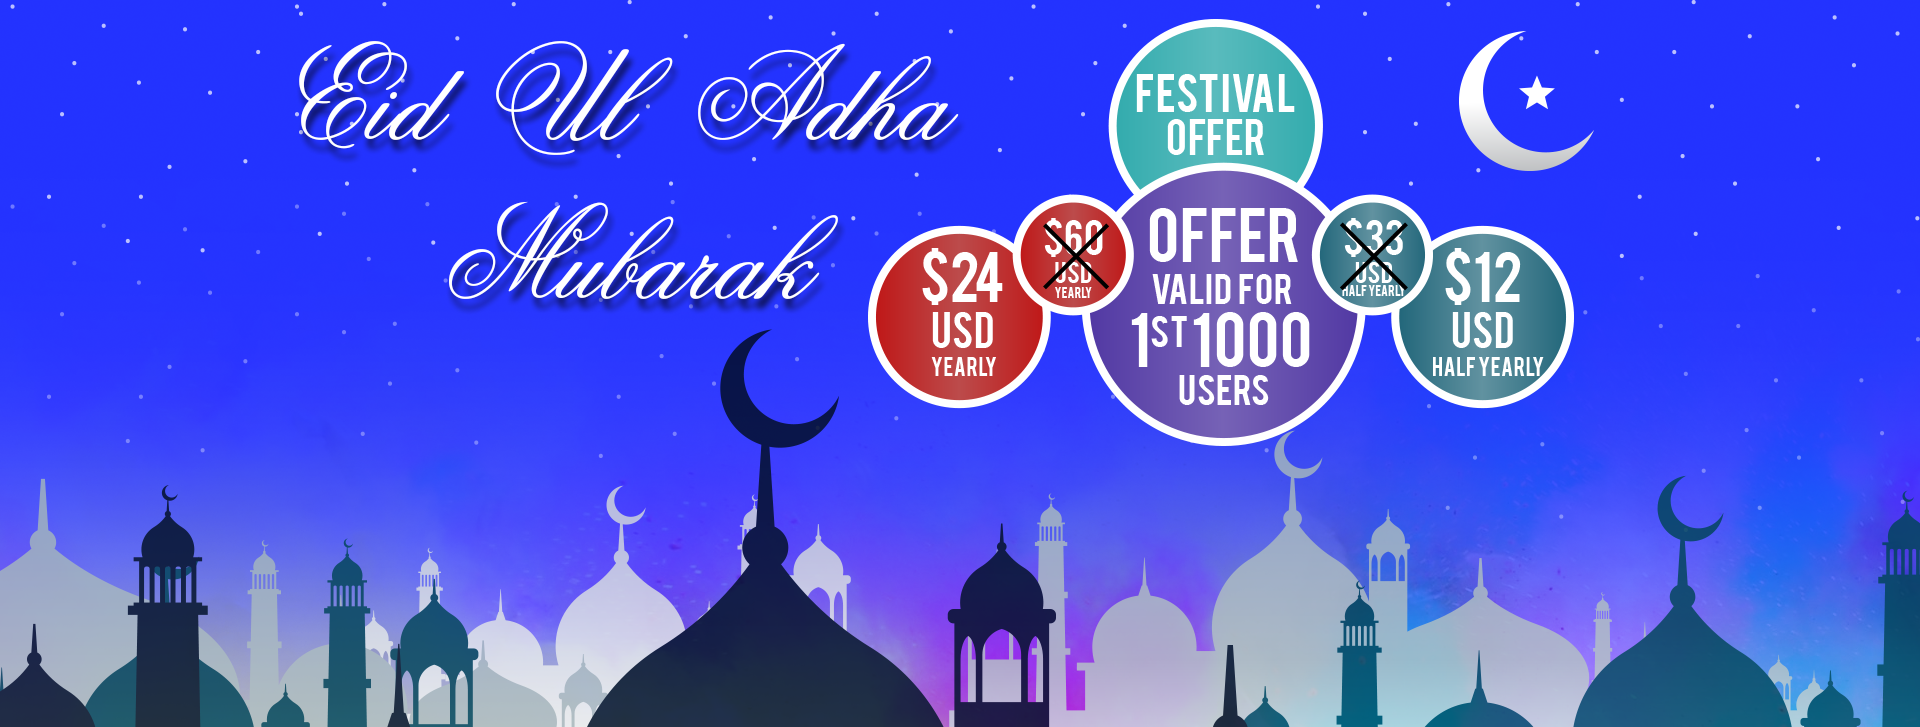 Eid Ul Adha
Mubarak
FESTIVAL
OFFER
OFFER
VALID FOR
1ST 1000
USERS
$60
USD
YEARLY
$24
USD
YEARLY
$33
USD
HALF YEARLY
$12
USD
HALF YEARLY